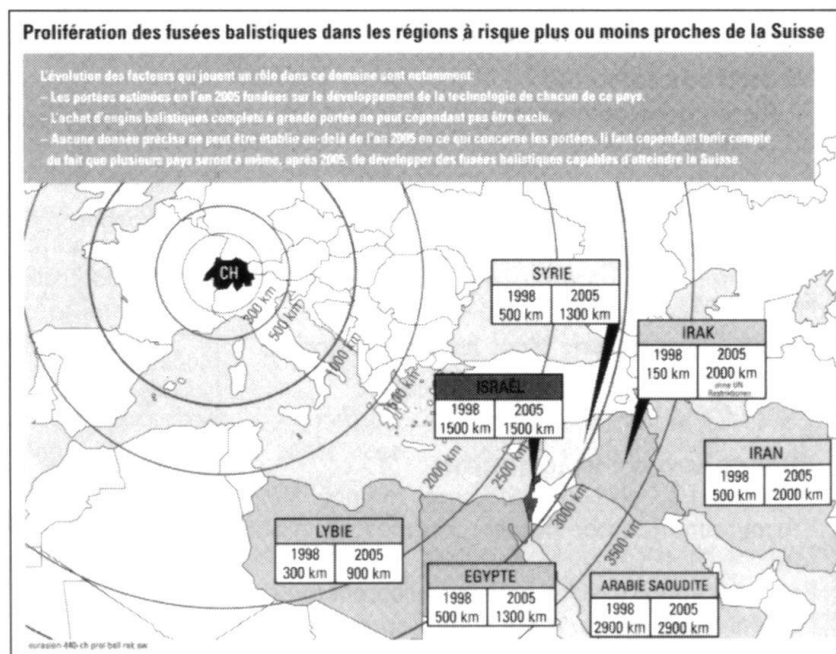 Prolifération des fusées balistiques dans les régions à risque plus ou moins proches de la Suisse
L'évolution des facteurs qui jouent un rôle dans ce domaine sont notamment:
– Les portées estimées en l'an 2005 fondées sur le développement de la technologie de chacun de ce pays.
– L'achat d'engins balistiques complets à grande portée ne peut cependant pas être exclu.
– Aucune donnée précise ne peut être établie au-delà de l'an 2005 en ce qui concerne les portées. Il faut cependant tenir compte
du fait que plusieurs pays seront à même, après 2005, de développer des fusées balistiques capables d'atteindre la Suisse.
CH
300 km
500 km
1000 km
2000 km
2500 km
3000 km
3500 km
SYRIE
1998 2005
500 km 1300 km
IRAK
1998 2005
150 km 2000 km
ohne UN
ISRAËL
1998 2005
1500 km 1500 km
IRAN
1998 2005
500 km 2000 km
LYBIE
1998 2005
300 km 900 km
EGYPTE
1998 2005
500 km 1300 km
ARABIE SAOUDITE
1998 2005
2900 km 2900 km